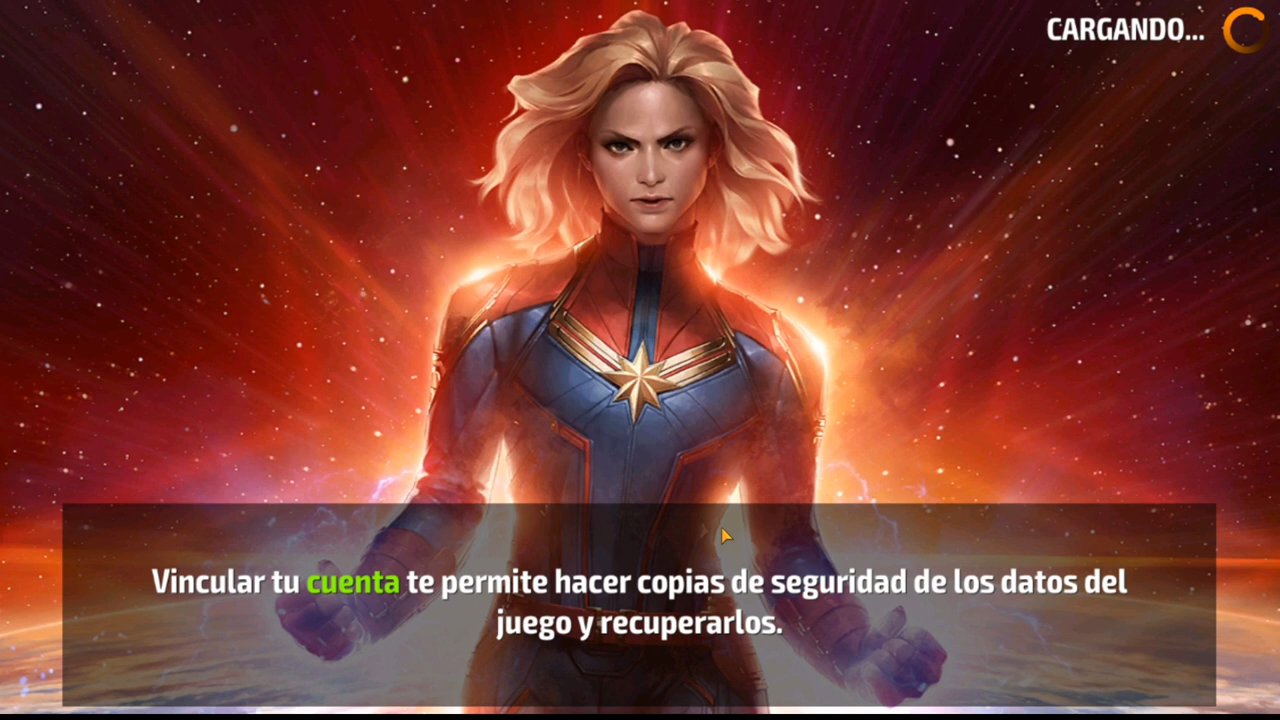 CARGANDO...
Vincular tu cuenta te permite hacer copias de seguridad de los datos del
juego y recuperarlos.